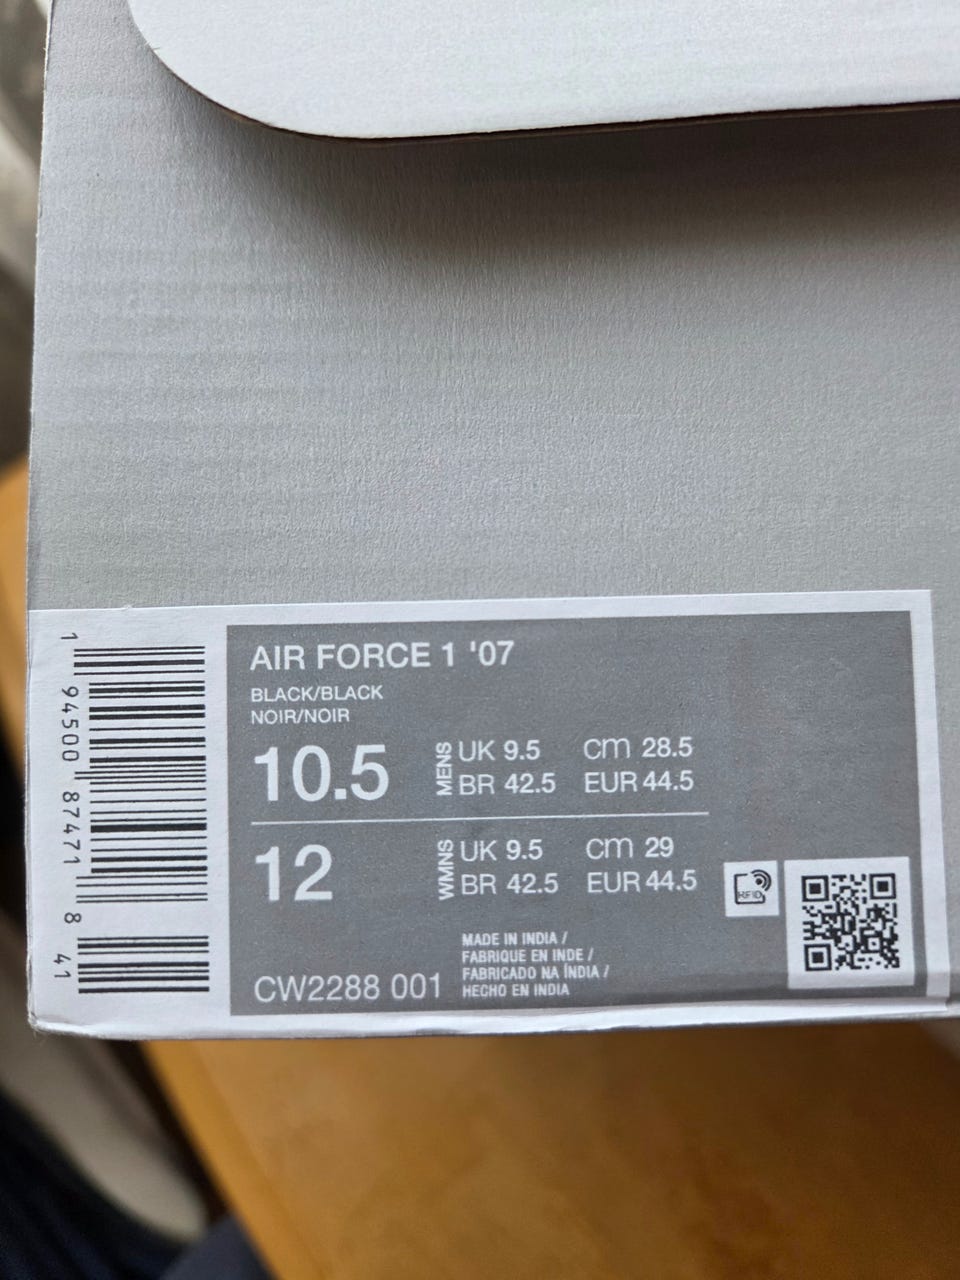 AIR FORCE 1 '07
BLACK/BLACK
NOIR/NOIR
10.5 MENS UK 9.5 cm 28.5
BR 42.5 EUR 44.5
12 WMNS UK 9.5 cm 29
BR 42.5 EUR 44.5
RFID
MADE IN INDIA /
FABRIQUE EN INDE /
FABRICADO NA ÍNDIA /
HECHO EN INDIA
CW2288 001
1 94500 87471 8 41